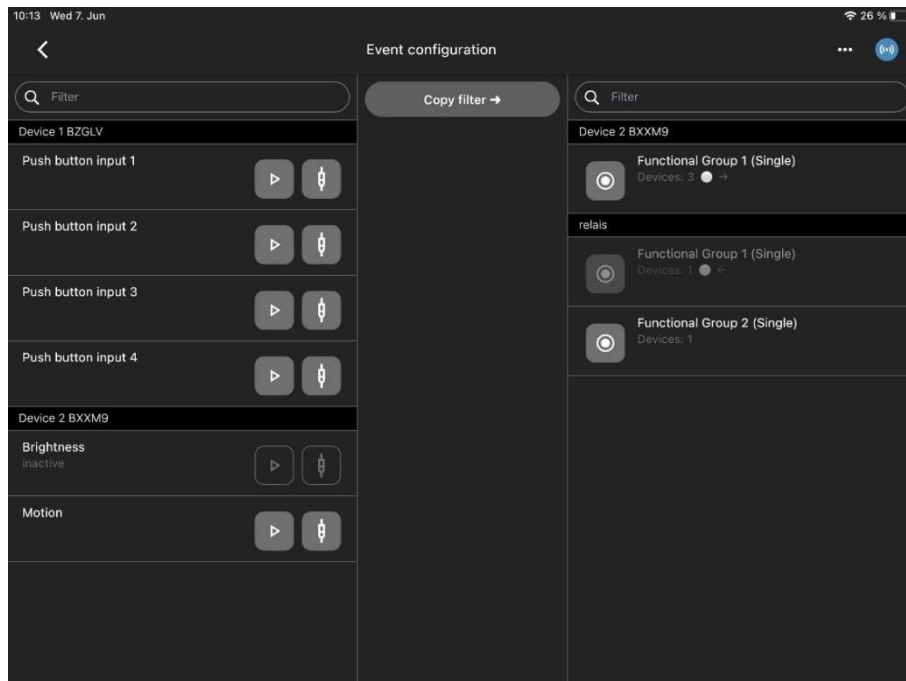 10:13 Wed 7. Jun
26 %
Event configuration
Filter
Copy filter →
Filter
Device 1 BZGLV
Push button input 1
Push button input 2
Push button input 3
Push button input 4
Device 2 BXXM9
Brightness
inactive
Motion
Device 2 BXXM9
Functional Group 1 (Single)
Devices: 3 →
relais
Functional Group 1 (Single)
Devices: 1 ←
Functional Group 2 (Single)
Devices: 1